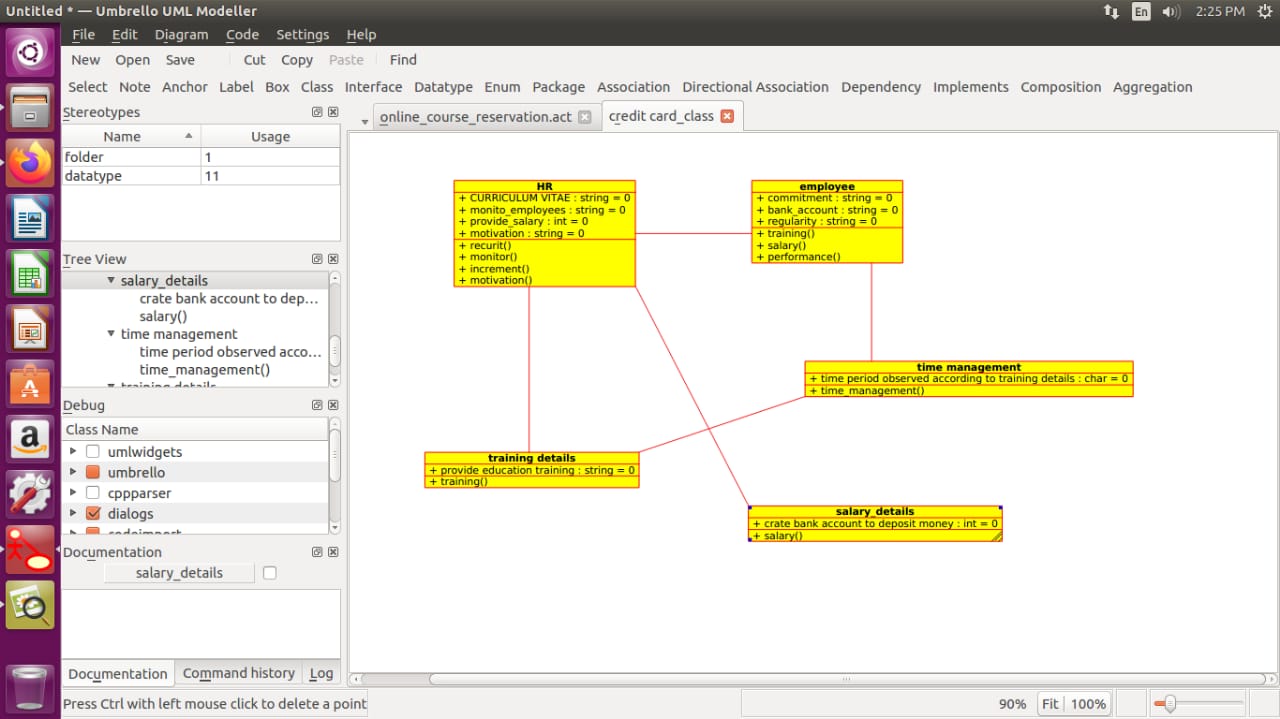 Untitled * — Umbrello UML Modeller
En
2:25 PM
File Edit Diagram Code Settings Help
New Open Save Cut Copy Paste Find
Select Note Anchor Label Box Class Interface Datatype Enum Package Association Directional Association Dependency Implements Composition Aggregation
Stereotypes
Name Usage
folder 1
datatype 11
Tree View
salary_details
crate bank account to dep...
salary()
time management
time period observed acco...
time_management()
training details
Debug
Class Name
umlwidgets
umbrello
cppparser
dialogs
codeimport
Documentation
salary_details
Documentation Command history Log
Press Ctrl with left mouse click to delete a point
online_course_reservation.act
credit card_class
HR
+ CURRICULUM VITAE : string = 0
+ monito_employees : string = 0
+ provide_salary : int = 0
+ motivation : string = 0
+ recurit()
+ monitor()
+ increment()
+ motivation()
employee
+ commitment : string = 0
+ bank_account : string = 0
+ regularity : string = 0
+ training()
+ salary()
+ performance()
time management
+ time period observed according to training details : char = 0
+ time_management()
training details
+ provide education training : string = 0
+ training()
salary_details
+ crate bank account to deposit money : int = 0
+ salary()
90% Fit 100%